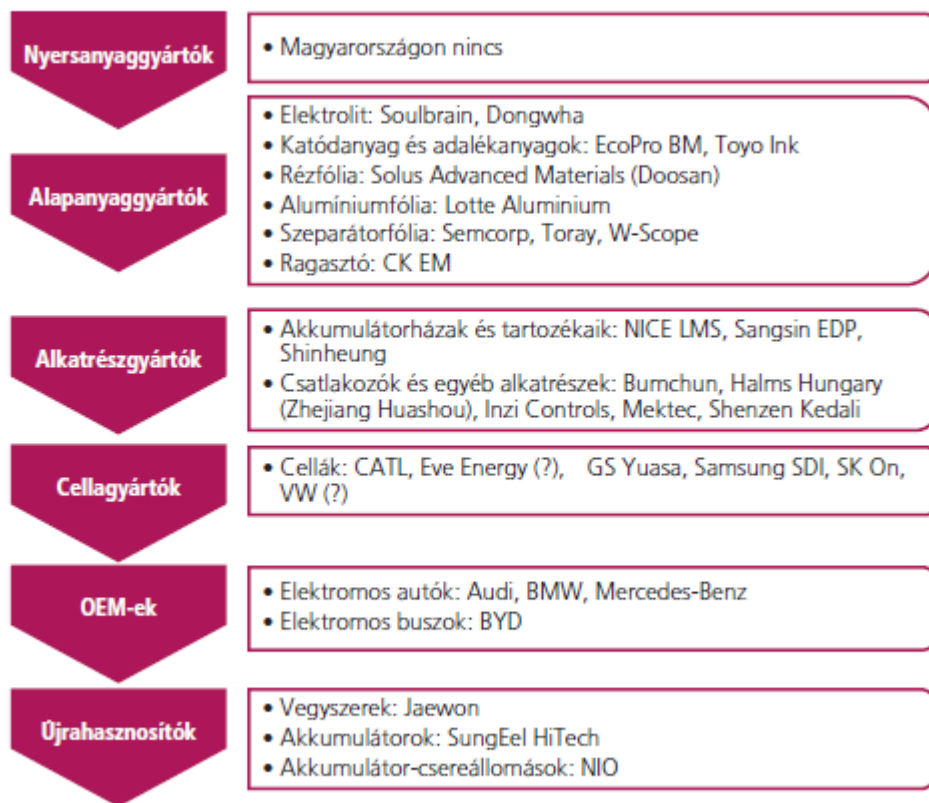 Nyersanyaggyártók
• Magyarországon nincs
Alapanyaggyártók
• Elektrolit: Soulbrain, Dongwha
• Katódanyag és adalékanyagok: EcoPro BM, Toyo Ink
• Rézfólia: Solus Advanced Materials (Doosan)
• Alumíniumfólia: Lotte Aluminium
• Szeparátorfólia: Semcorp, Toray, W-Scope
• Ragasztó: CK EM
Alkatrészgyártók
• Akkumulátorházak és tartozékaik: NICE LMS, Sangsin EDP,
Shinheung
• Csatlakozók és egyéb alkatrészek: Bumchun, Halms Hungary
(Zhejiang Huashou), Inzi Controls, Mektec, Shenzen Kedali
Cellagyártók
• Cellák: CATL, Eve Energy (?), GS Yuasa, Samsung SDI, SK On,
VW (?)
OEM-ek
• Elektromos autók: Audi, BMW, Mercedes-Benz
• Elektromos buszok: BYD
Újrahasznosítók
• Vegyszerek: Jaewon
• Akkumulátorok: SungEel HiTech
• Akkumulátor-csereállomások: NIO